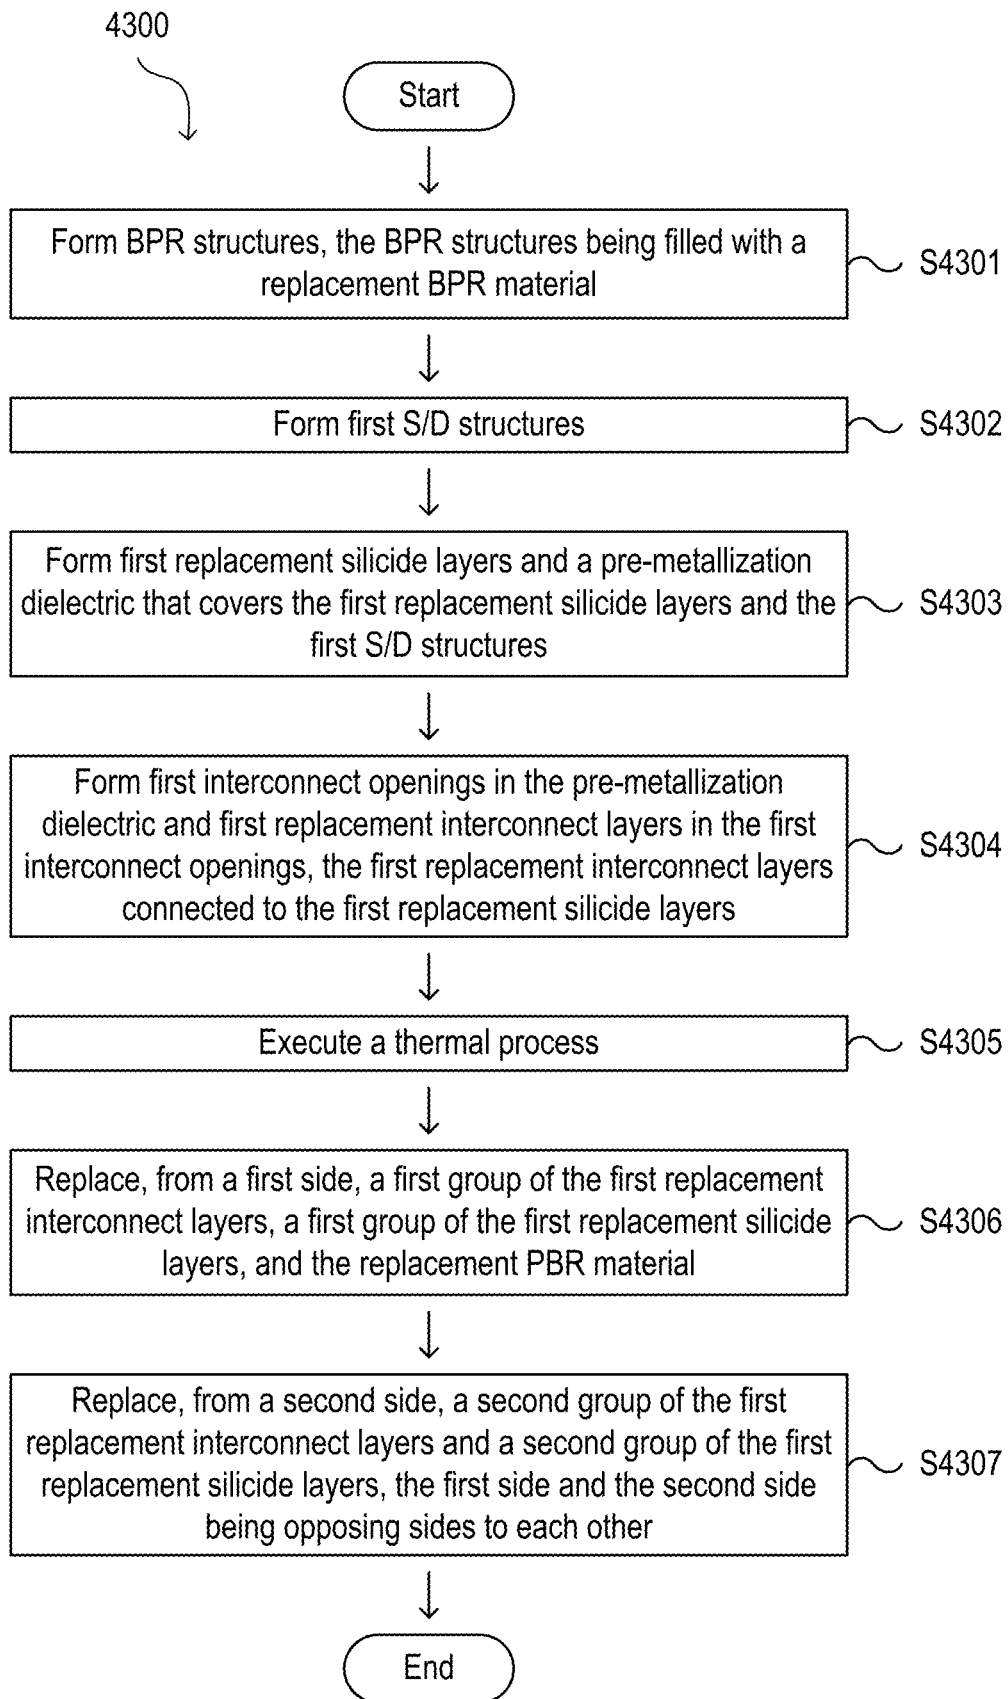 4300
Start
Form BPR structures, the BPR structures being filled with a
replacement BPR material
S4301
Form first S/D structures
S4302
Form first replacement silicide layers and a pre-metallization
dielectric that covers the first replacement silicide layers and the
first S/D structures
S4303
Form first interconnect openings in the pre-metallization
dielectric and first replacement interconnect layers in the first
interconnect openings, the first replacement interconnect layers
connected to the first replacement silicide layers
S4304
Execute a thermal process
S4305
Replace, from a first side, a first group of the first replacement
interconnect layers, a first group of the first replacement silicide
layers, and the replacement PBR material
S4306
Replace, from a second side, a second group of the first
replacement interconnect layers and a second group of the first
replacement silicide layers, the first side and the second side
being opposing sides to each other
S4307
End